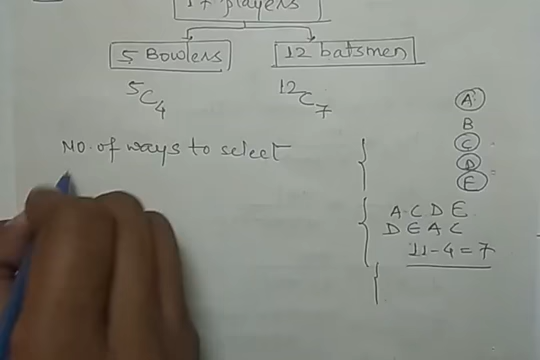 17 players
5 Bowlers
12 batsmen
⁵C₄
¹²C₇
No. of ways to select
A
B
C
D
E
A C D E
D E A C
11 - 4 = 7